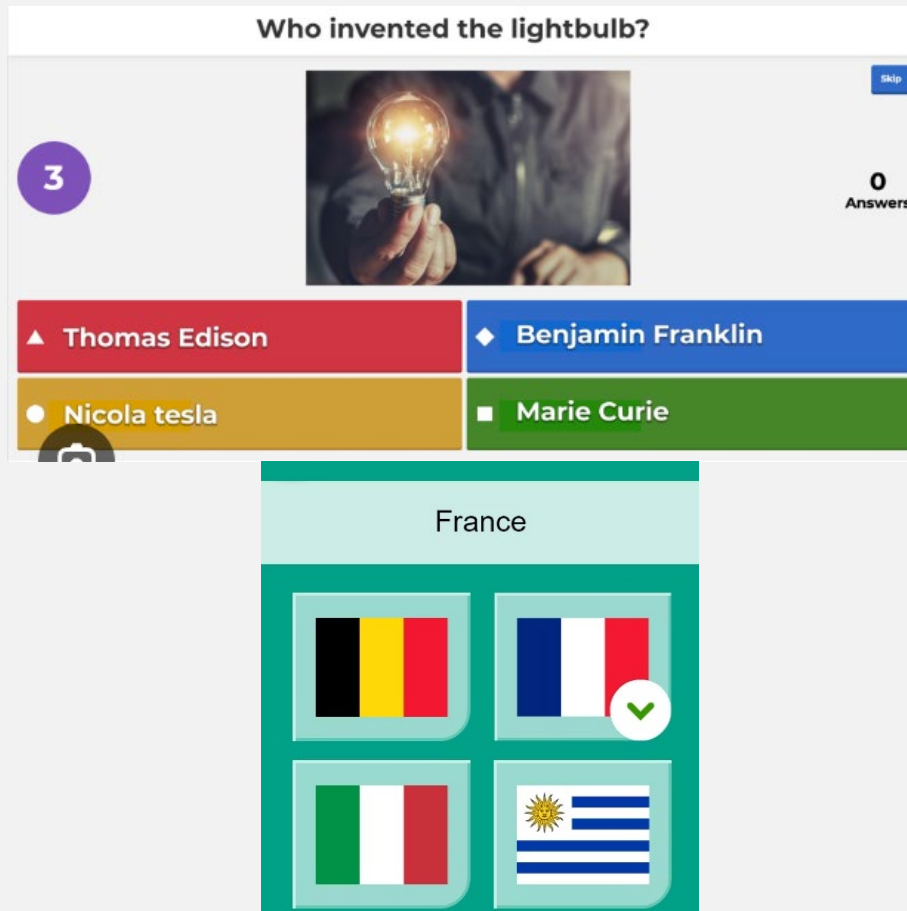 Who invented the lightbulb?
Skip
3
0
Answers
Thomas Edison
Benjamin Franklin
Nicola tesla
Marie Curie
France